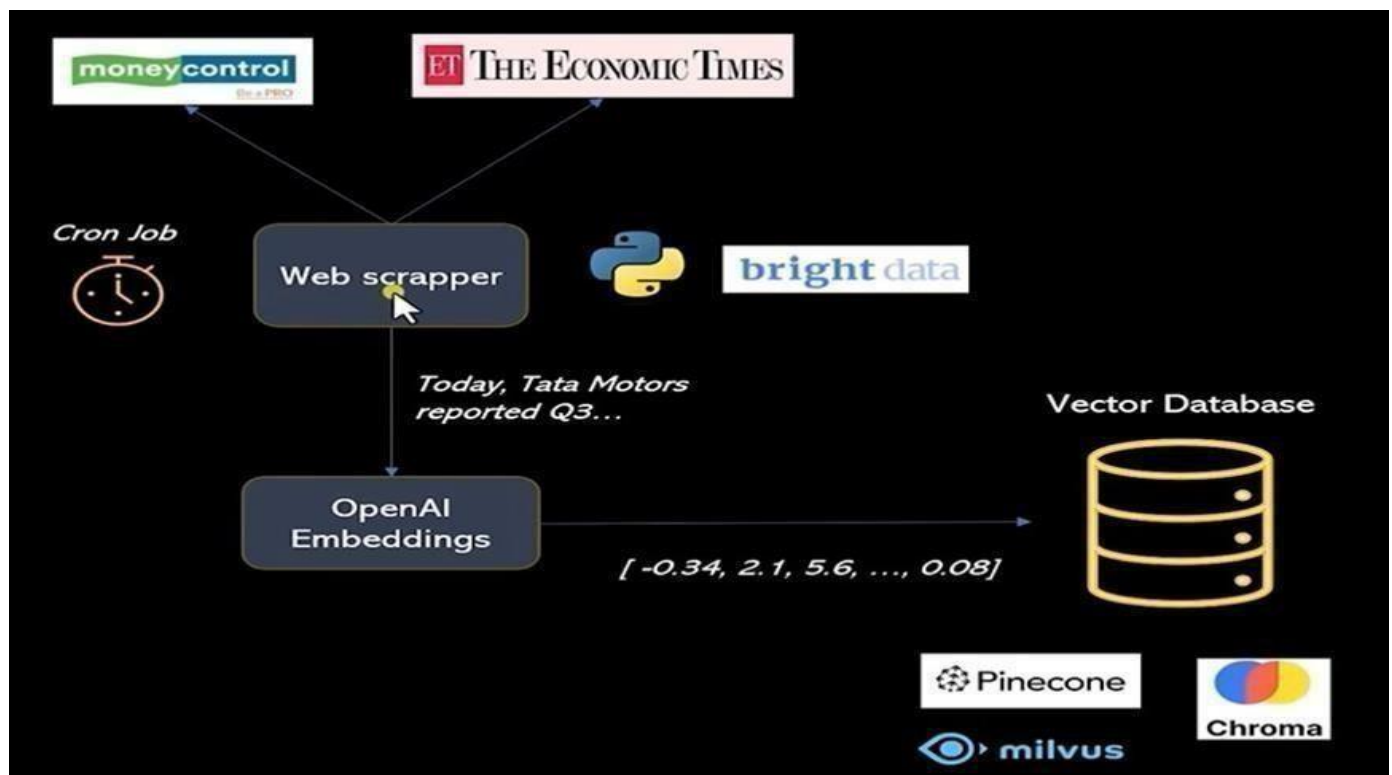 moneycontrol
Be a PRO
ET THE ECONOMIC TIMES
Cron Job
Web scrapper
bright data
Today, Tata Motors
reported Q3...
Vector Database
OpenAI
Embeddings
[ -0.34, 2.1, 5.6, ..., 0.08]
Pinecone
Chroma
milvus